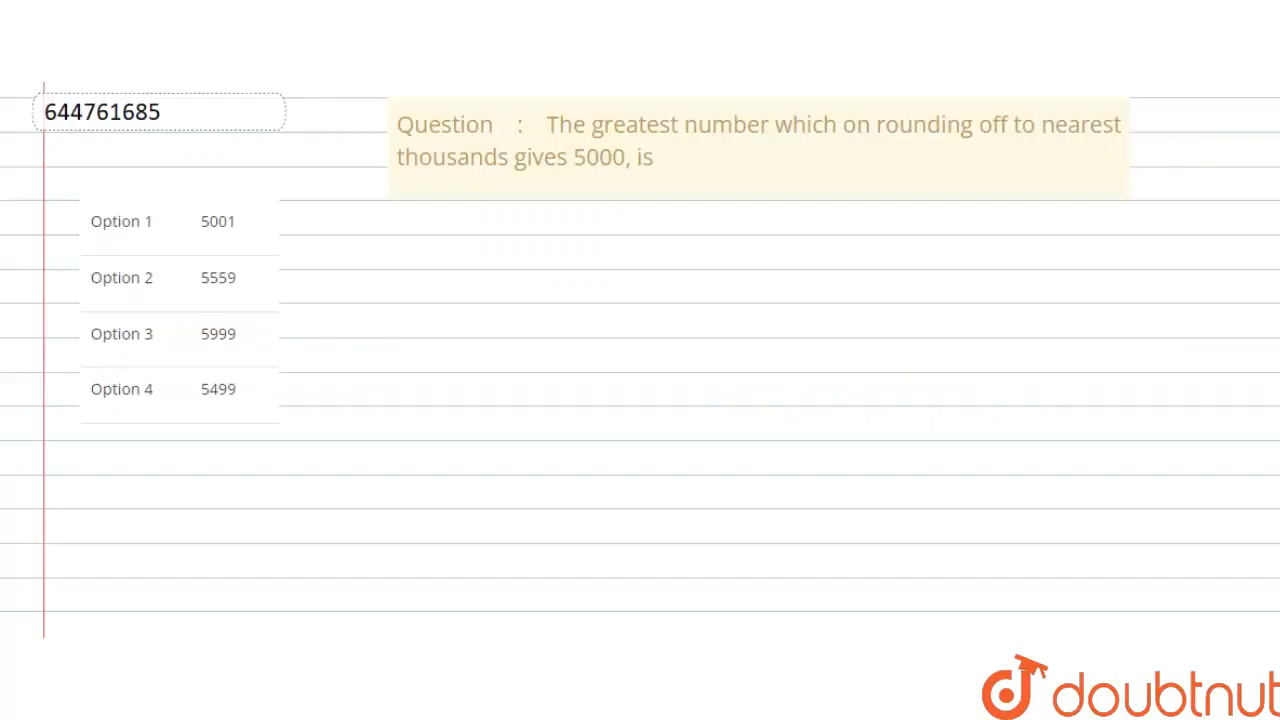 644761685
Question : The greatest number which on rounding off to nearest
thousands gives 5000, is
Option 1 5001
Option 2 5559
Option 3 5999
Option 4 5499
doubtnut